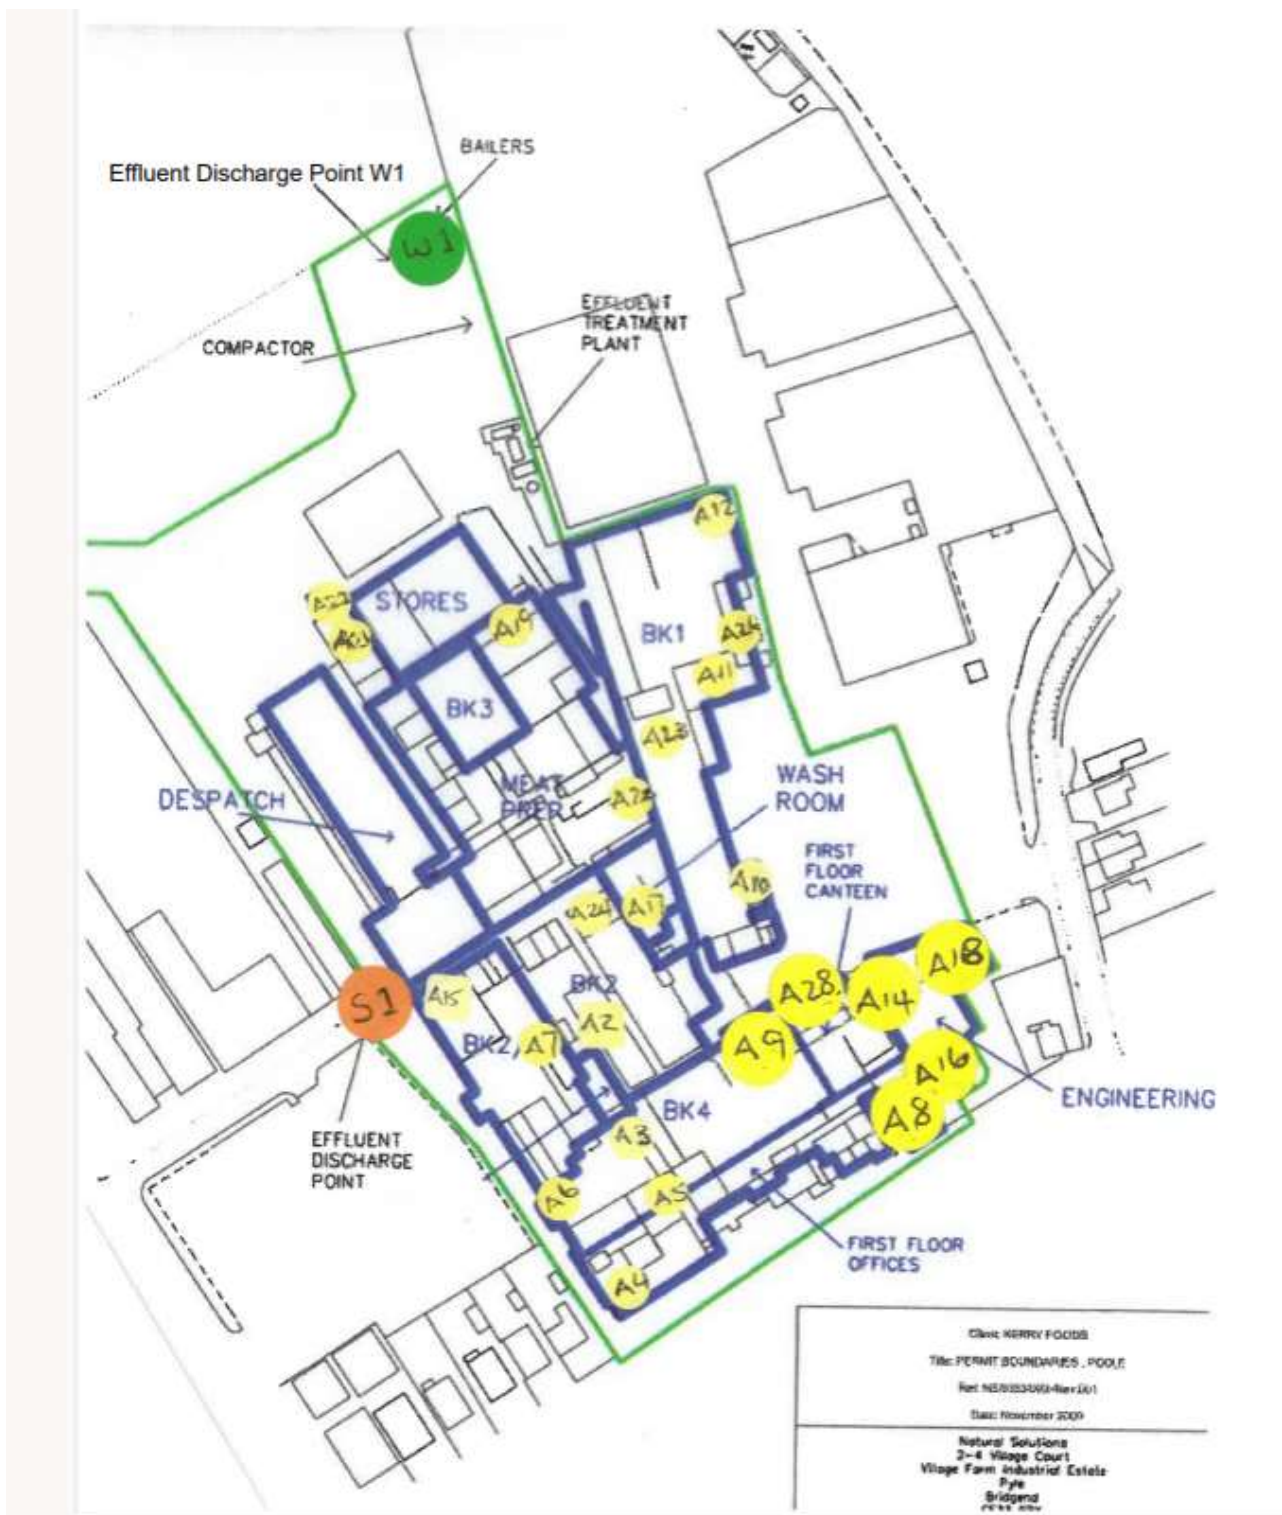 BAILERS
Effluent Discharge Point W1
W1
EFFLUENT
TREATMENT
PLANT
COMPACTOR
A12
STORES
A19
BK1
A11
BK3
A23
DESPATCH
MEAT
PREP
WASH
ROOM
FIRST
FLOOR
CANTEEN
A10
A24
A17
A18
BK2
A28
A14
S1
A15
A2
BK2,
A7
A9
A16
ENGINEERING
BK4
A8
EFFLUENT
DISCHARGE
POINT
A3
A6
A5
FIRST FLOOR
OFFICES
A4
Client: KERRY FOODS
Title: PERMIT BOUNDARIES , POOLE
Date: November 2009
Natural Solutions
2-4 Village Court
Village Farm Industrial Estate
Pyle
Bridgend